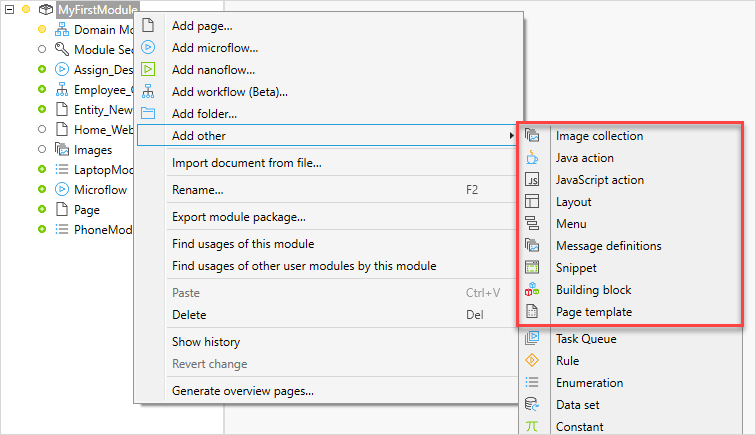 MyFirstModule
Domain Mo
Module Sec
Assign_Des
Employee_C
Entity_New
Home_Web
Images
LaptopMod
Microflow
Page
PhoneMod
Add page...
Add microflow...
Add nanoflow...
Add workflow (Beta)...
Add folder...
Add other
Import document from file...
Rename... F2
Export module package...
Find usages of this module
Find usages of other user modules by this module
Paste Ctrl+V
Delete Del
Show history
Revert change
Generate overview pages...
Image collection
Java action
JS JavaScript action
Layout
Menu
Message definitions
Snippet
Building block
Page template
Task Queue
Rule
Enumeration
Data set
Constant